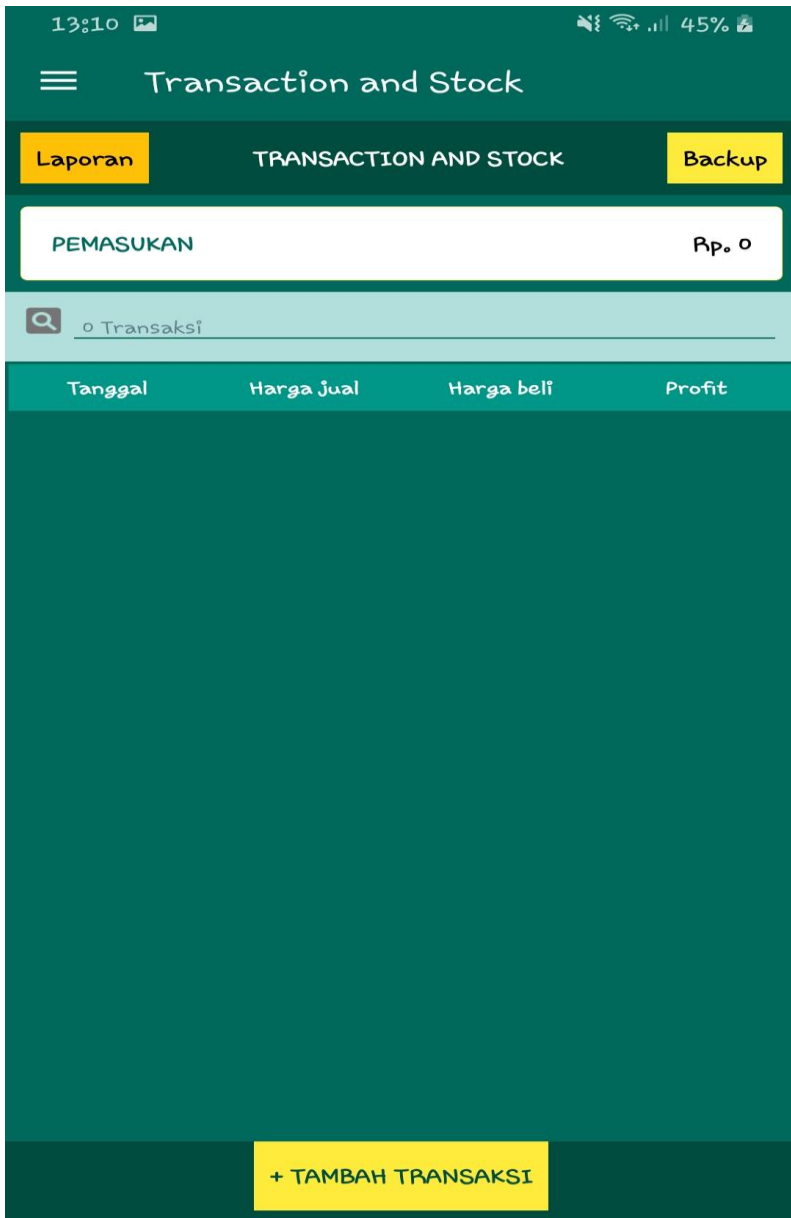 13:10 45%
Transaction and Stock
Laporan TRANSACTION AND STOCK Backup
PEMASUKAN Rp. 0
0 Transaksi
Tanggal Harga jual Harga beli Profit
+ TAMBAH TRANSAKSI